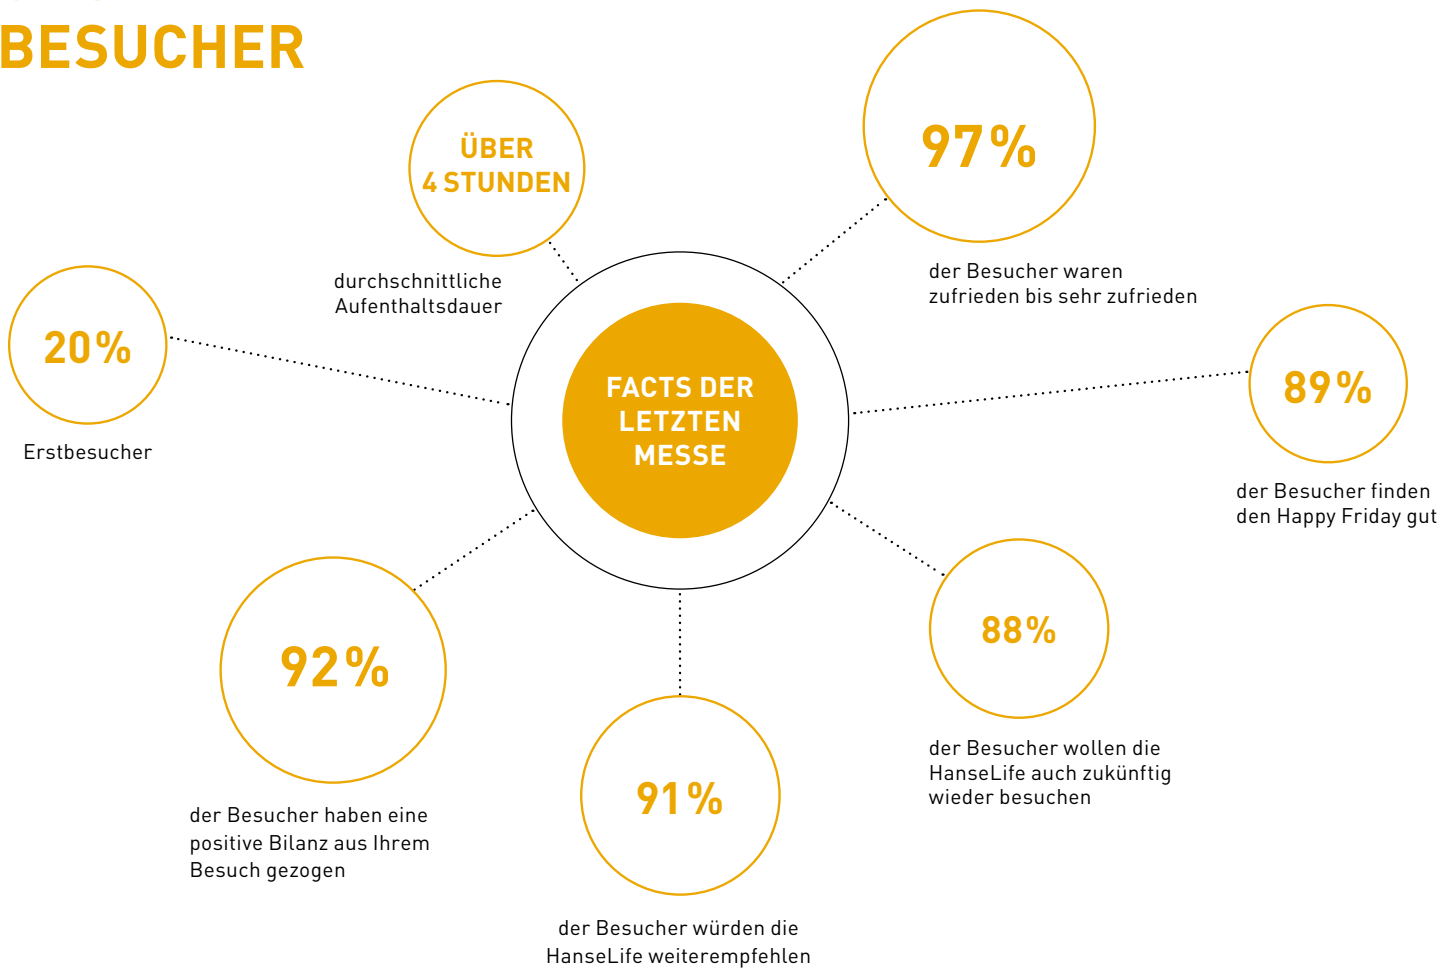 BESUCHER
ÜBER
4 STUNDEN
durchschnittliche
Aufenthaltsdauer
97%
der Besucher waren
zufrieden bis sehr zufrieden
20%
Erstbesucher
FACTS DER
LETZTEN
MESSE
89%
der Besucher finden
den Happy Friday gut
92%
der Besucher haben eine
positive Bilanz aus Ihrem
Besuch gezogen
91%
der Besucher würden die
HanseLife weiterempfehlen
88%
der Besucher wollen die
HanseLife auch zukünftig
wieder besuchen